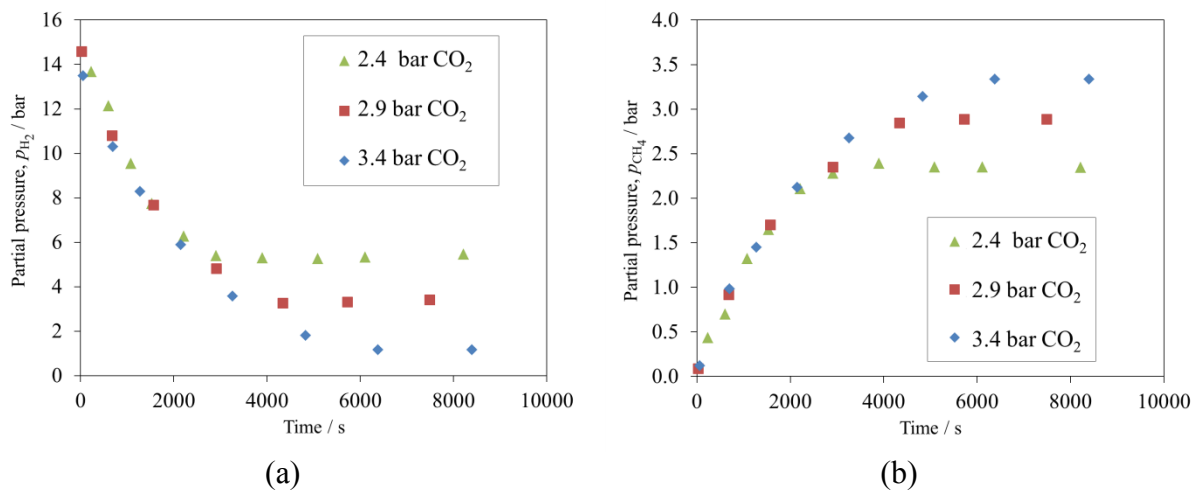 16
14
12
10
8
6
4
2
0
Partial pressure, p_H₂ / bar
2.4 bar CO₂
2.9 bar CO₂
3.4 bar CO₂
0 2000 4000 6000 8000 10000
Time / s
(a)
4.0
3.5
3.0
2.5
2.0
1.5
1.0
0.5
0.0
Partial pressure, p_CH₄ / bar
2.4 bar CO₂
2.9 bar CO₂
3.4 bar CO₂
0 2000 4000 6000 8000 10000
Time / s
(b)